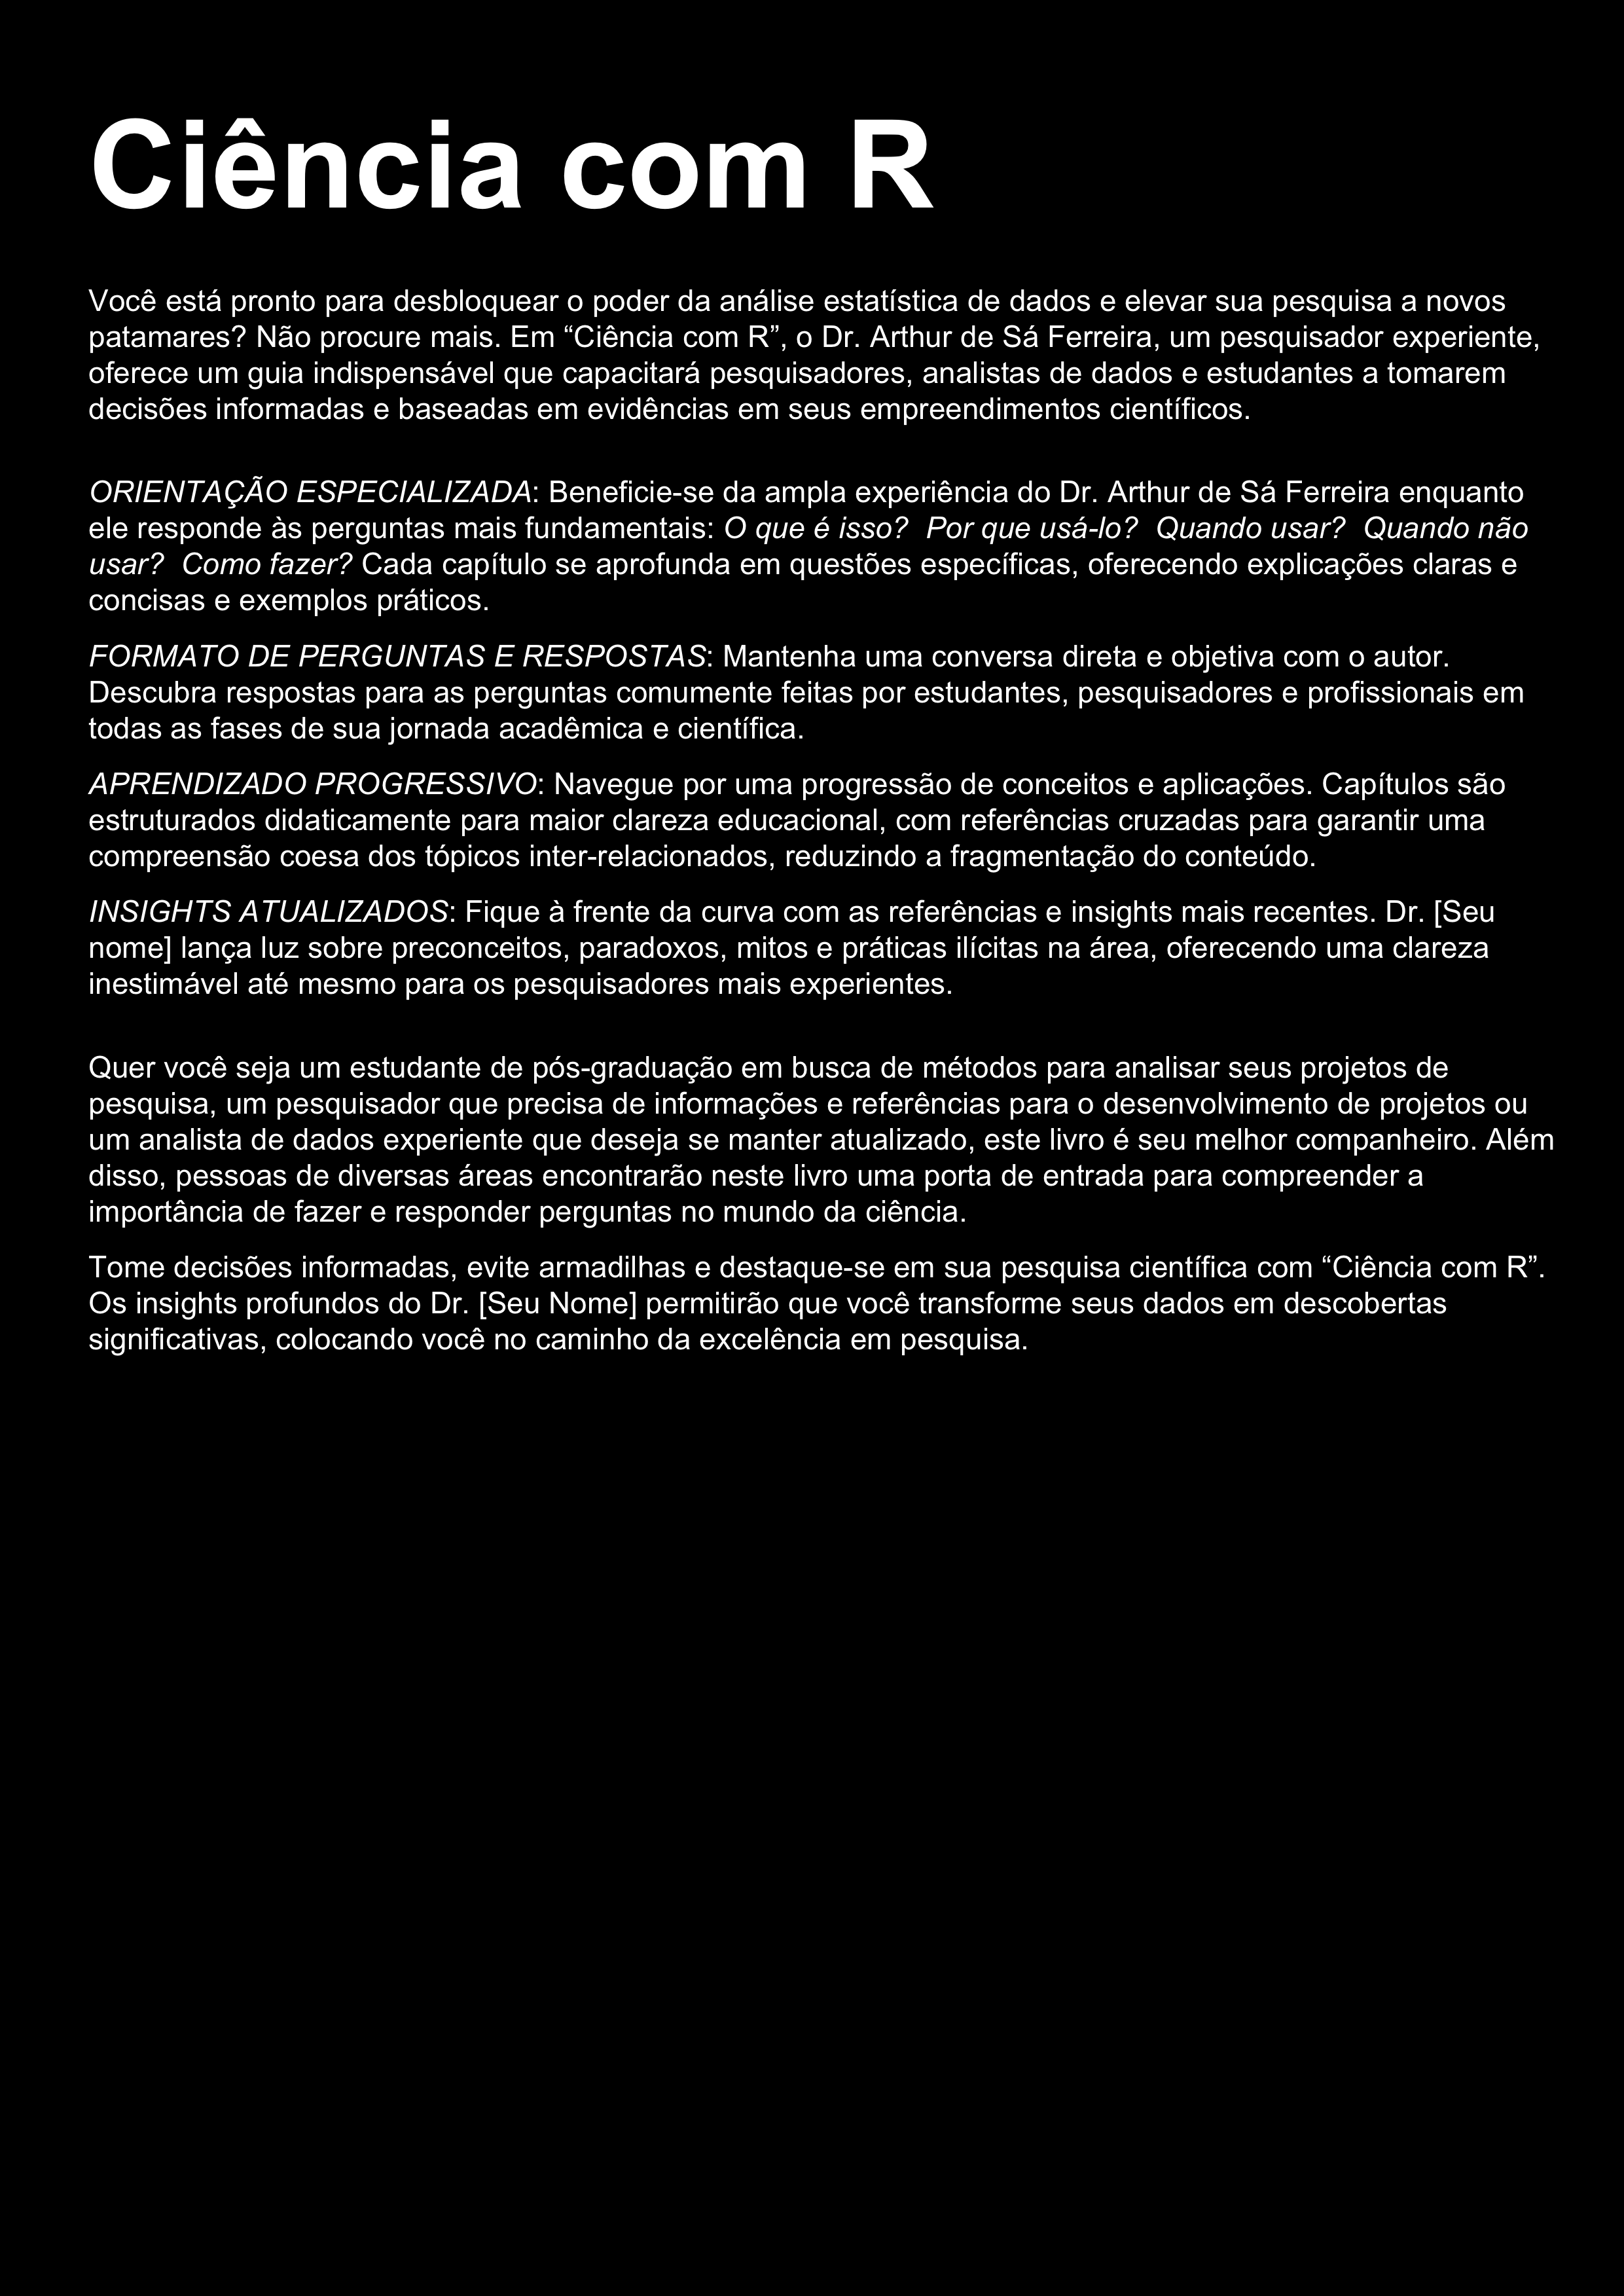 Ciência com R
Você está pronto para desbloquear o poder da análise estatística de dados e elevar sua pesquisa a novos
patamares? Não procure mais. Em “Ciência com R”, o Dr. Arthur de Sá Ferreira, um pesquisador experiente,
oferece um guia indispensável que capacitará pesquisadores, analistas de dados e estudantes a tomarem
decisões informadas e baseadas em evidências em seus empreendimentos científicos.
ORIENTAÇÃO ESPECIALIZADA: Beneficie-se da ampla experiência do Dr. Arthur de Sá Ferreira enquanto
ele responde às perguntas mais fundamentais: O que é isso? Por que usá-lo? Quando usar? Quando não
usar? Como fazer? Cada capítulo se aprofunda em questões específicas, oferecendo explicações claras e
concisas e exemplos práticos.
FORMATO DE PERGUNTAS E RESPOSTAS: Mantenha uma conversa direta e objetiva com o autor.
Descubra respostas para as perguntas comumente feitas por estudantes, pesquisadores e profissionais em
todas as fases de sua jornada acadêmica e científica.
APRENDIZADO PROGRESSIVO: Navegue por uma progressão de conceitos e aplicações. Capítulos são
estruturados didaticamente para maior clareza educacional, com referências cruzadas para garantir uma
compreensão coesa dos tópicos inter-relacionados, reduzindo a fragmentação do conteúdo.
INSIGHTS ATUALIZADOS: Fique à frente da curva com as referências e insights mais recentes. Dr. [Seu
nome] lança luz sobre preconceitos, paradoxos, mitos e práticas ilícitas na área, oferecendo uma clareza
inestimável até mesmo para os pesquisadores mais experientes.
Quer você seja um estudante de pós-graduação em busca de métodos para analisar seus projetos de
pesquisa, um pesquisador que precisa de informações e referências para o desenvolvimento de projetos ou
um analista de dados experiente que deseja se manter atualizado, este livro é seu melhor companheiro. Além
disso, pessoas de diversas áreas encontrarão neste livro uma porta de entrada para compreender a
importância de fazer e responder perguntas no mundo da ciência.
Tome decisões informadas, evite armadilhas e destaque-se em sua pesquisa científica com “Ciência com R”.
Os insights profundos do Dr. [Seu Nome] permitirão que você transforme seus dados em descobertas
significativas, colocando você no caminho da excelência em pesquisa.